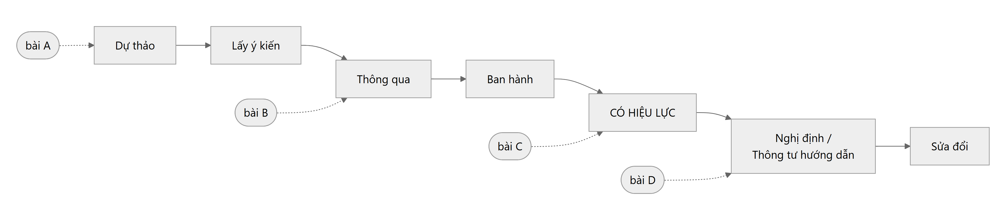 bài A
Dự thảo
Lấy ý kiến
Thông qua
Ban hành
bài B
CÓ HIỆU LỰC
bài C
Nghị định /
Thông tư hướng dẫn
Sửa đổi
bài D